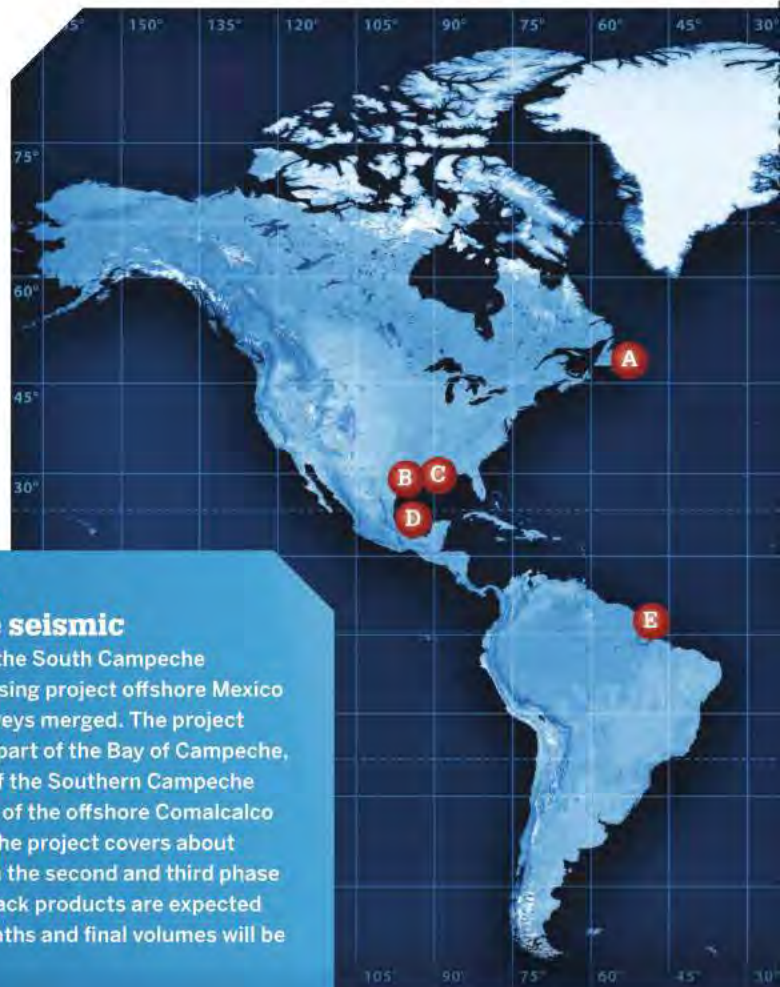 5° 150° 135° 120° 105° 90° 75° 60° 45° 30°
75°
60°
A
45°
30°
B C
D
E
e seismic
the South Campeche
sing project offshore Mexico
eys merged. The project
part of the Bay of Campeche,
f the Southern Campeche
of the offshore Comalcalco
he project covers about
n the second and third phase
ack products are expected
ths and final volumes will be
105° 90° 75° 60° 45° 30°